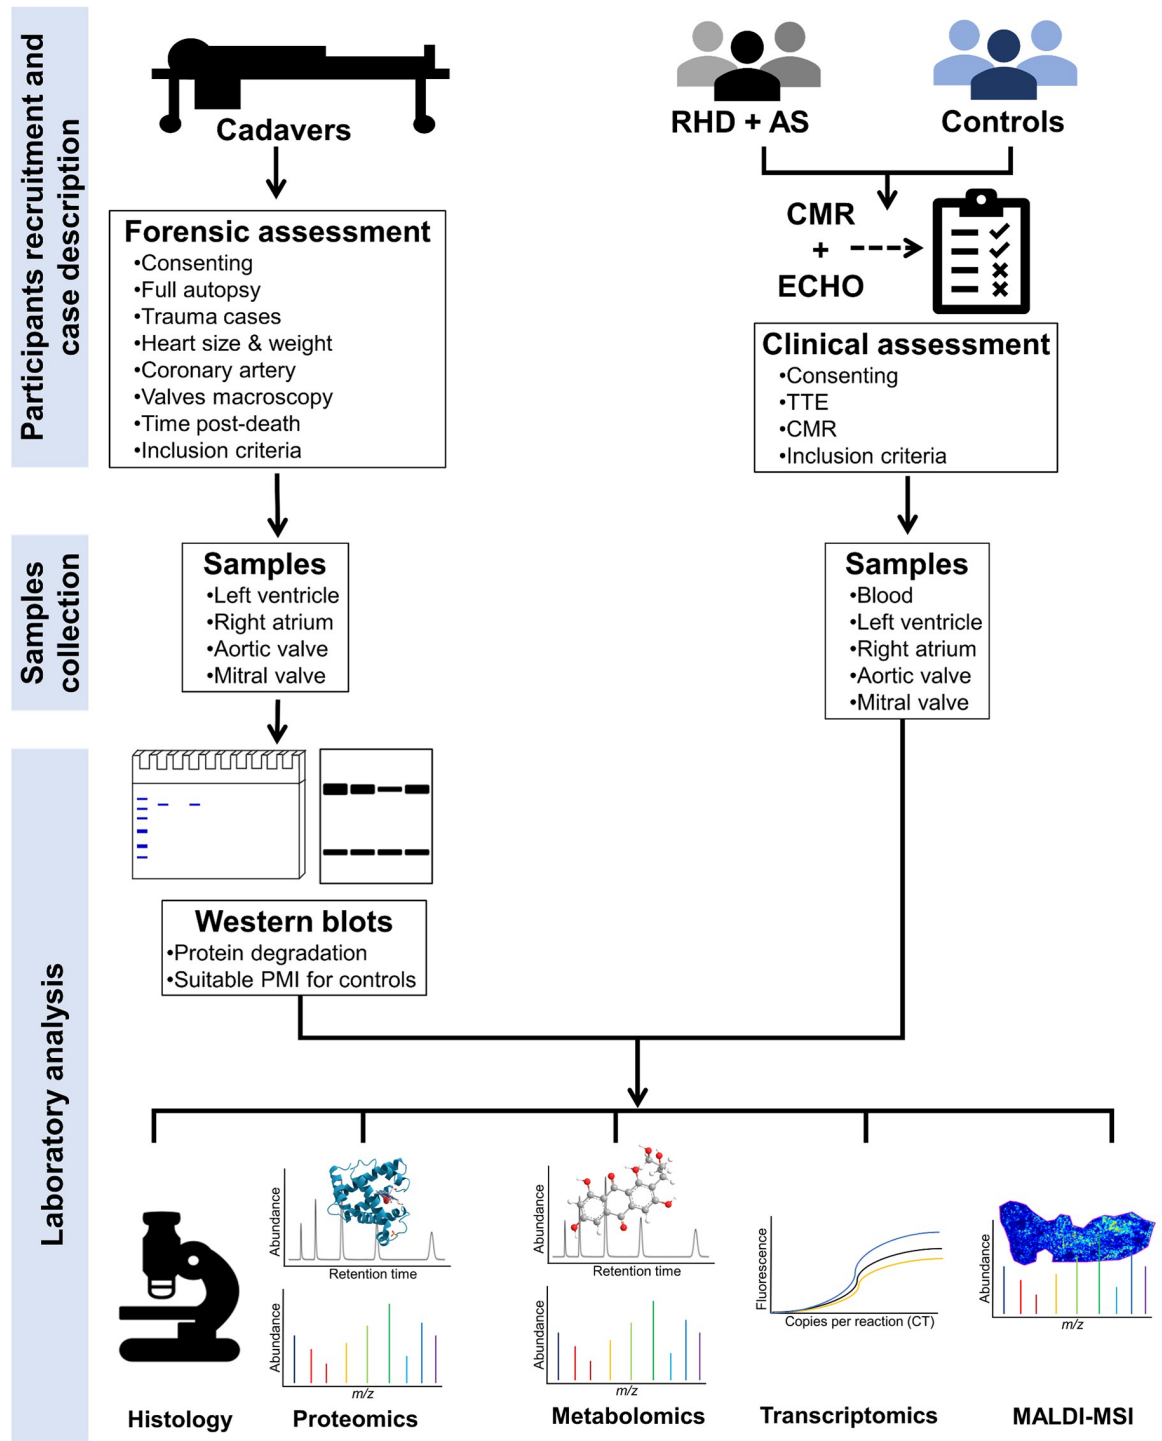 Participants recruitment and
case description
Cadavers
RHD + AS
Controls
CMR
+
ECHO
Forensic assessment
•Consenting
•Full autopsy
•Trauma cases
•Heart size & weight
•Coronary artery
•Valves macroscopy
•Time post-death
•Inclusion criteria
Clinical assessment
•Consenting
•TTE
•CMR
•Inclusion criteria
Samples
collection
Samples
•Left ventricle
•Right atrium
•Aortic valve
•Mitral valve
Samples
•Blood
•Left ventricle
•Right atrium
•Aortic valve
•Mitral valve
Laboratory analysis
Western blots
•Protein degradation
•Suitable PMI for controls
Abundance
Retention time
Abundance
m/z
Abundance
Retention time
Abundance
m/z
Fluorescence
Copies per reaction (CT)
Abundance
m/z
Histology
Proteomics
Metabolomics
Transcriptomics
MALDI-MSI